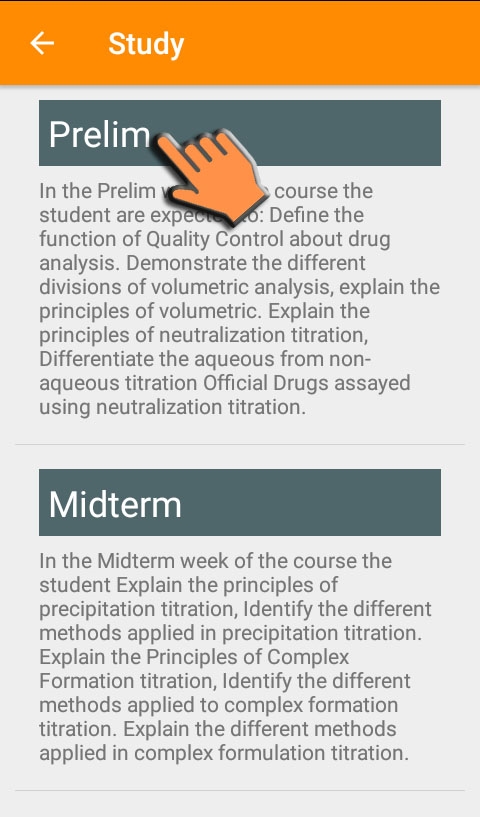 Study
Prelim
In the Prelim course the
student are expected to: Define the
function of Quality Control about drug
analysis. Demonstrate the different
divisions of volumetric analysis, explain the
principles of volumetric. Explain the
principles of neutralization titration,
Differentiate the aqueous from non-
aqueous titration Official Drugs assayed
using neutralization titration.
Midterm
In the Midterm week of the course the
student Explain the principles of
precipitation titration, Identify the different
methods applied in precipitation titration.
Explain the Principles of Complex
Formation titration, Identify the different
methods applied to complex formation
titration. Explain the different methods
applied in complex formulation titration.